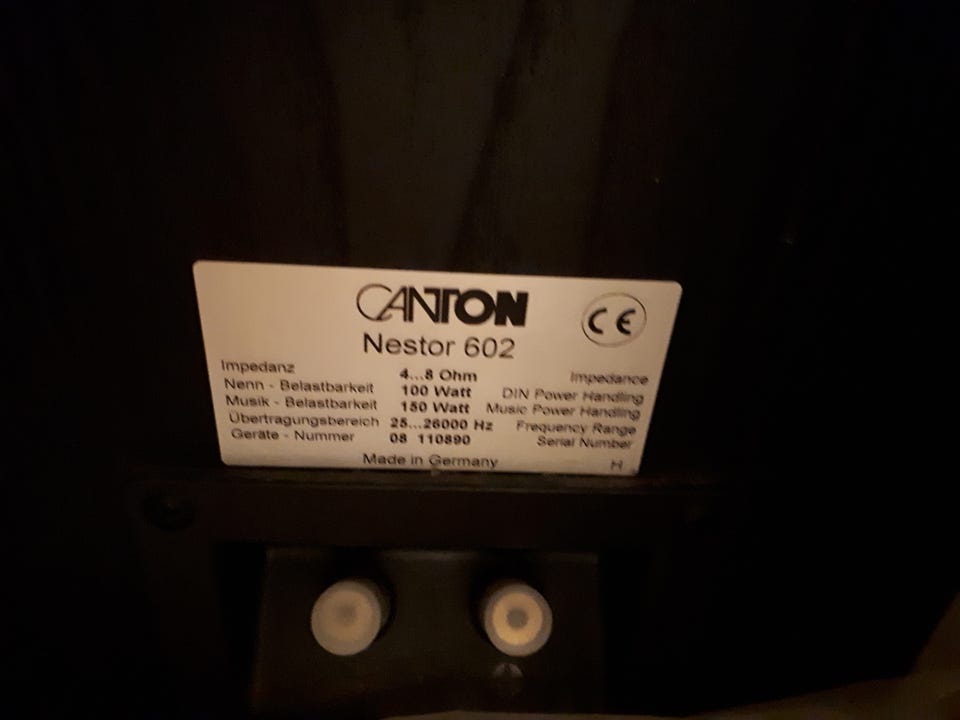 CANTON
CE
Nestor 602
Impedanz 4...8 Ohm Impedance
Nenn - Belastbarkeit 100 Watt DIN Power Handling
Musik - Belastbarkeit 150 Watt Music Power Handling
Übertragungsbereich 25...26000 Hz Frequency Range
Geräte - Nummer 08 110890 Serial Number
Made in Germany H